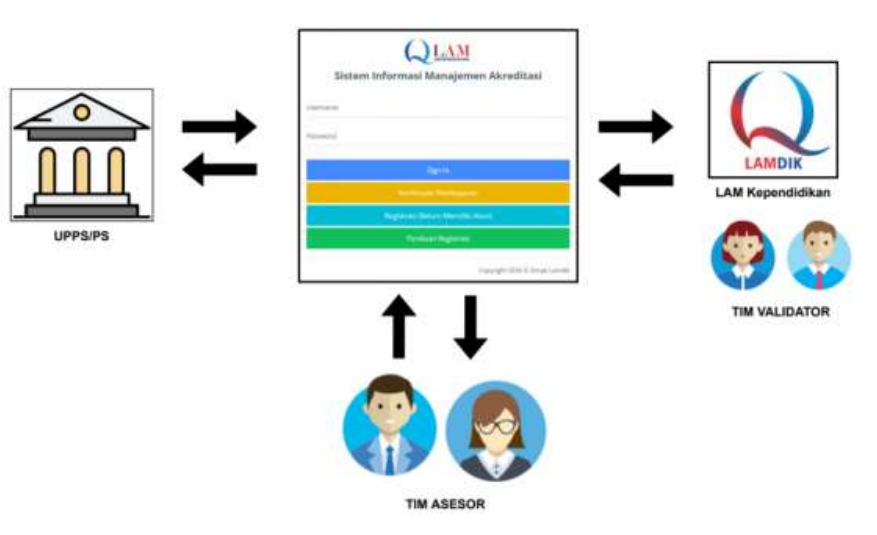 LAM
Sistem Informasi Manajemen Akreditasi
Username
Password
Sign In
Konfirmasi Pembayaran
Registrasi (Belum Memiliki Akun)
Panduan Registrasi
Copyright
LAMDIK
LAM Kependidikan
UPPS/PS
TIM VALIDATOR
TIM ASESOR